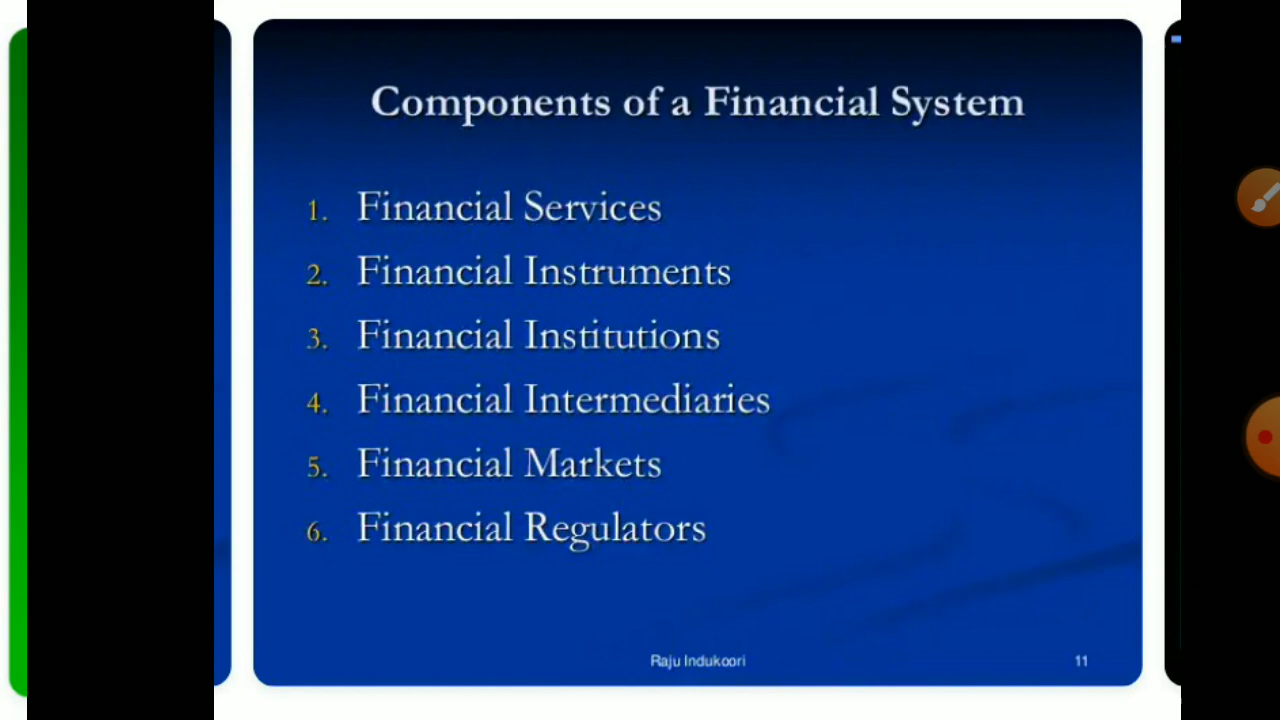 Components of a Financial System
1. Financial Services
2. Financial Instruments
3. Financial Institutions
4. Financial Intermediaries
5. Financial Markets
6. Financial Regulators
Raju Indukoori 11